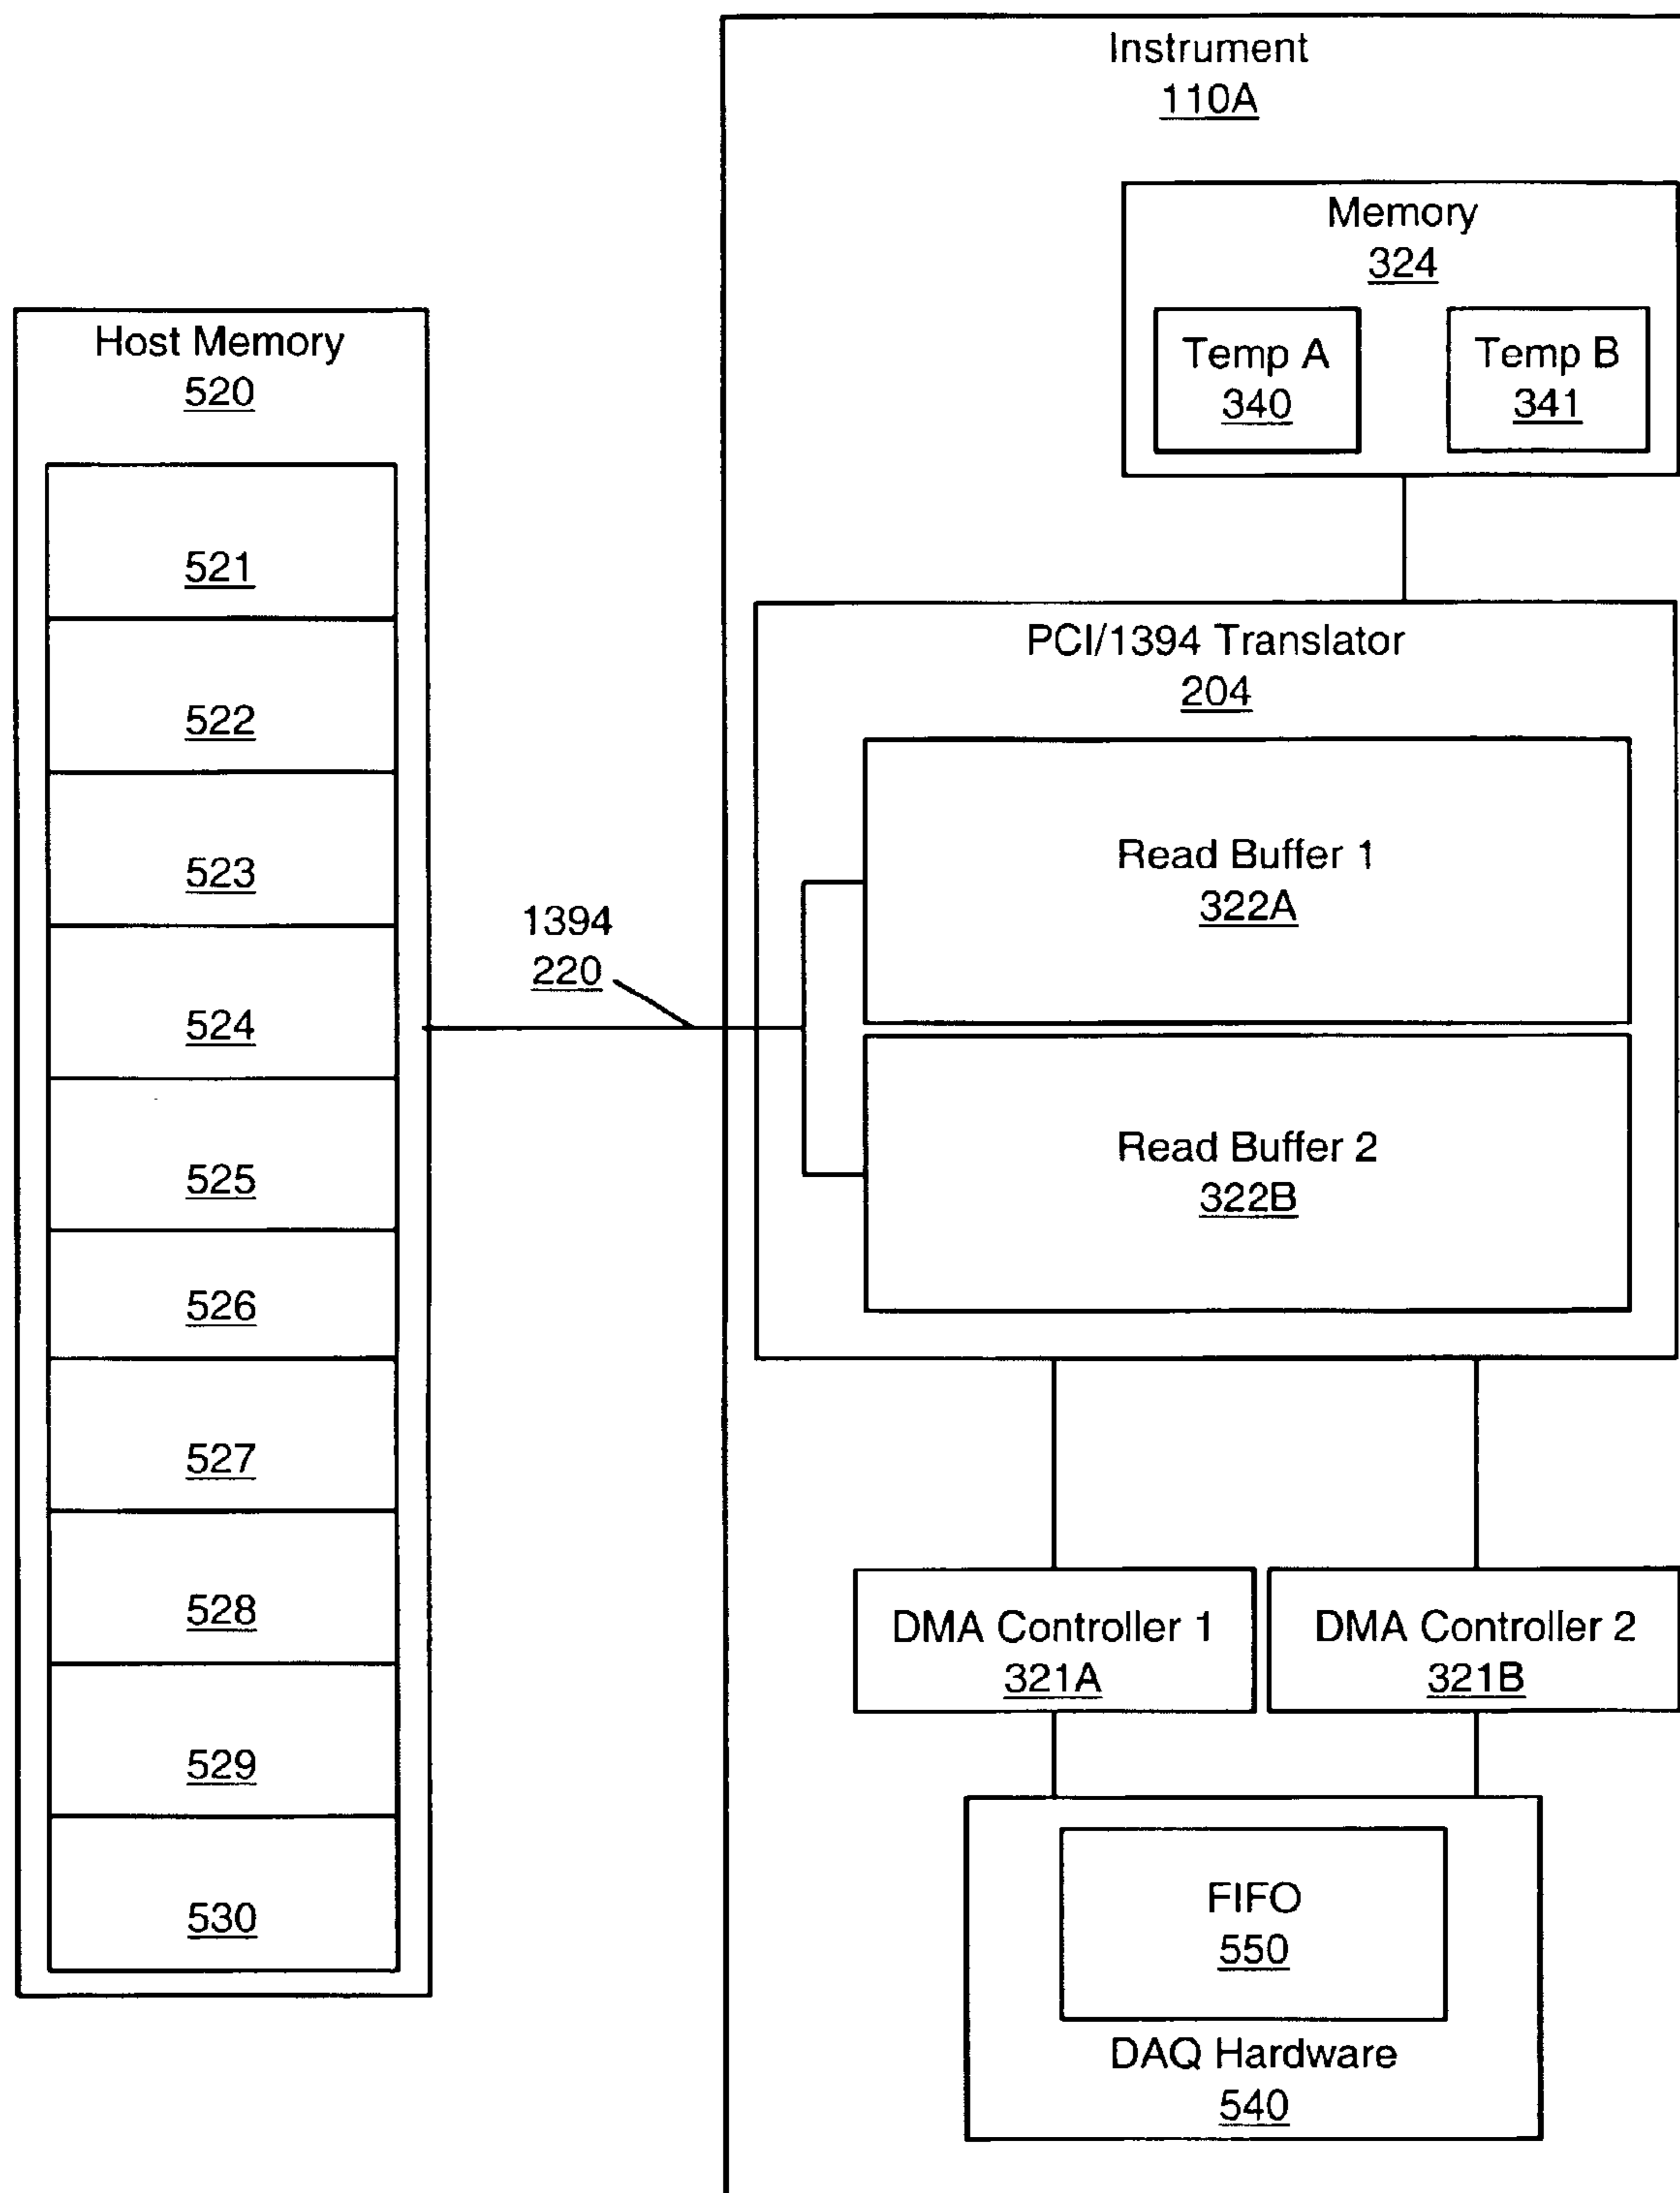 Instrument
110A
Memory
324
Temp A
340
Temp B
341
Host Memory
520
521
522
523
524
525
526
527
528
529
530
1394
220
PCI/1394 Translator
204
Read Buffer 1
322A
Read Buffer 2
322B
DMA Controller 1
321A
DMA Controller 2
321B
FIFO
550
DAQ Hardware
540